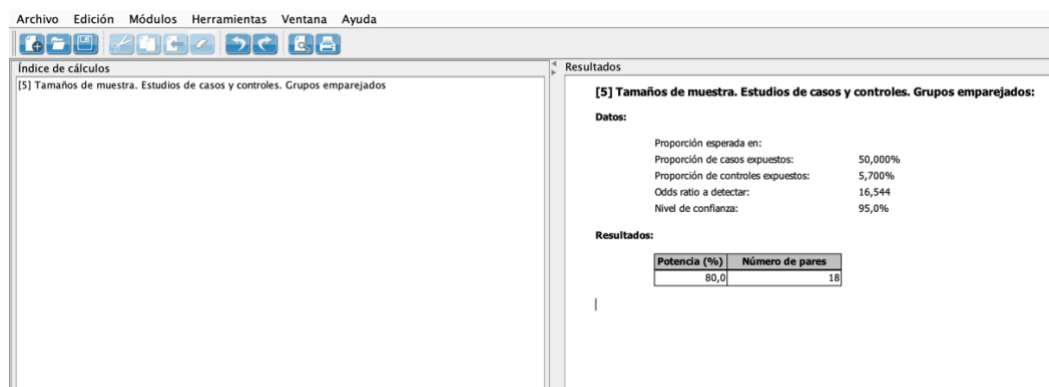 Archivo Edición Módulos Herramientas Ventana Ayuda
Índice de cálculos
[5] Tamaños de muestra. Estudios de casos y controles. Grupos emparejados
Resultados
[5] Tamaños de muestra. Estudios de casos y controles. Grupos emparejados:
Datos:
Proporción esperada en:
Proporción de casos expuestos: 50,000%
Proporción de controles expuestos: 5,700%
Odds ratio a detectar: 16,544
Nivel de confianza: 95,0%
Resultados:
Potencia (%) Número de pares
80,0 18